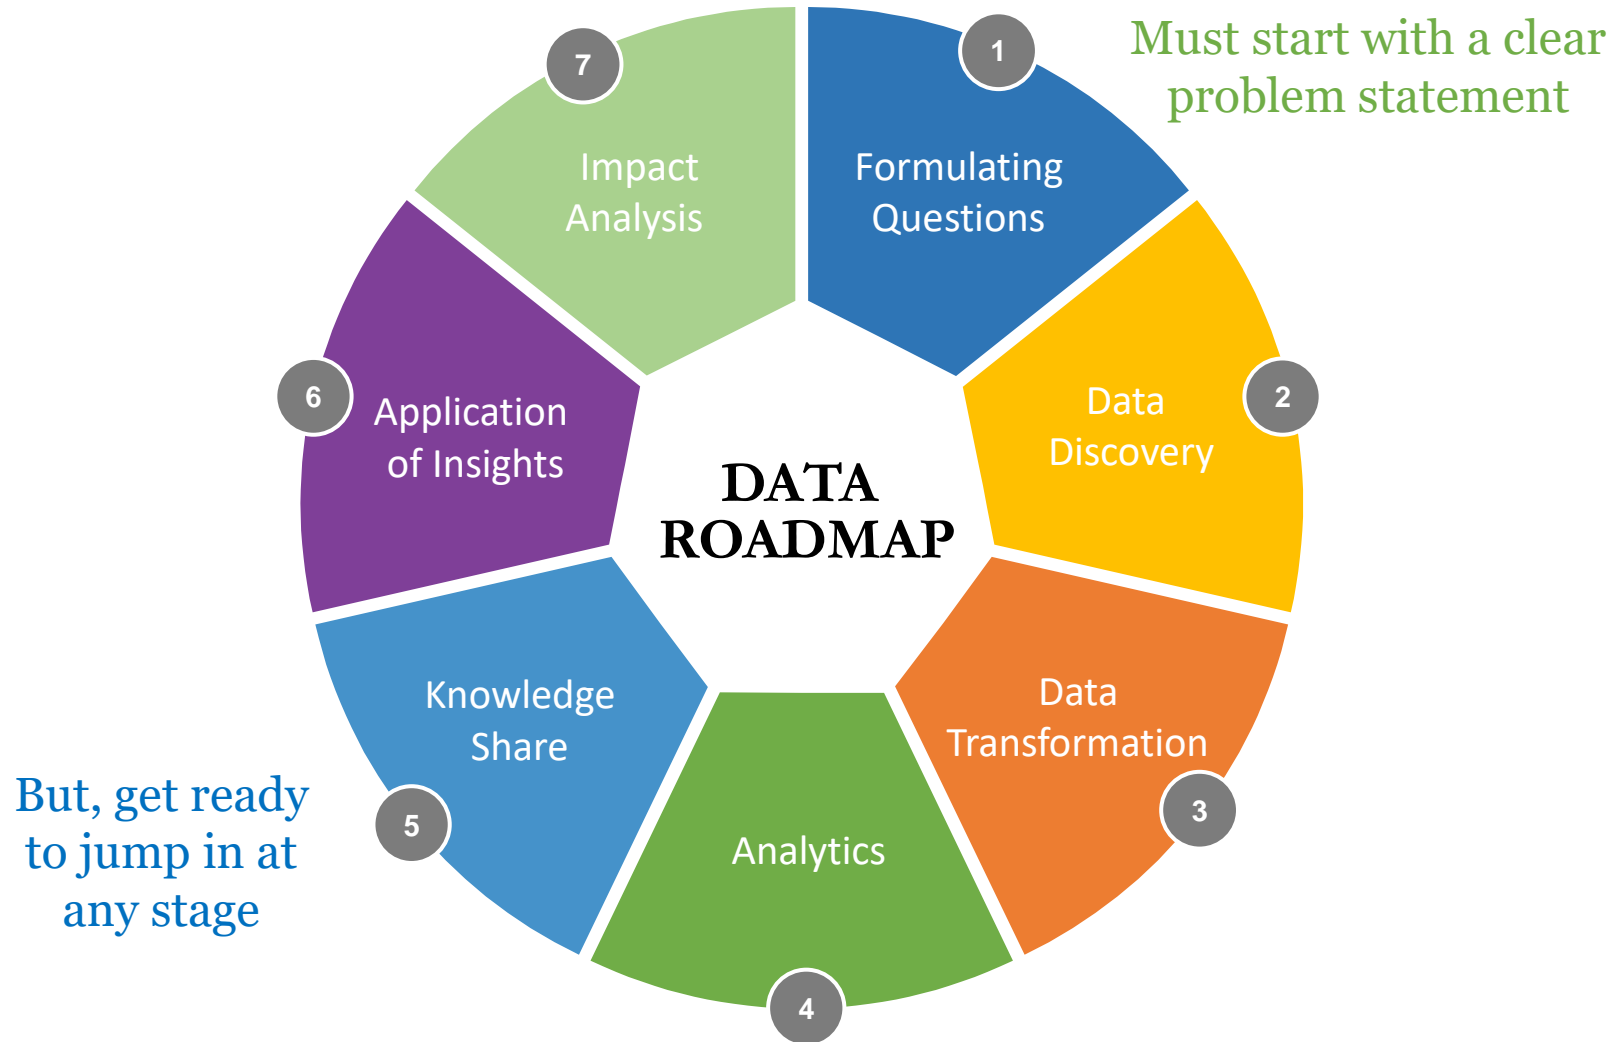 Must start with a clear
problem statement
1
Formulating
Questions
2
Data
Discovery
3
Data
Transformation
4
Analytics
5
Knowledge
Share
6
Application
of Insights
7
Impact
Analysis
DATA
ROADMAP
But, get ready
to jump in at
any stage